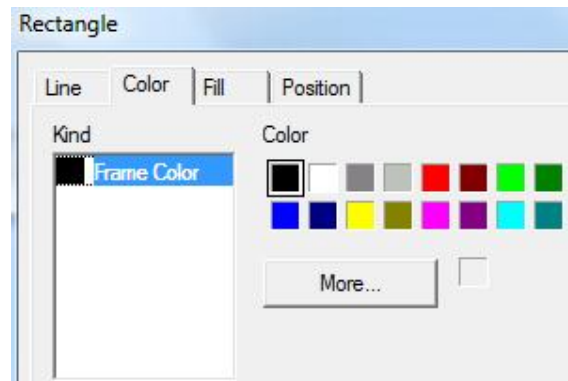 Rectangle
Line Color Fill Position
Kind Color
Frame Color
More...